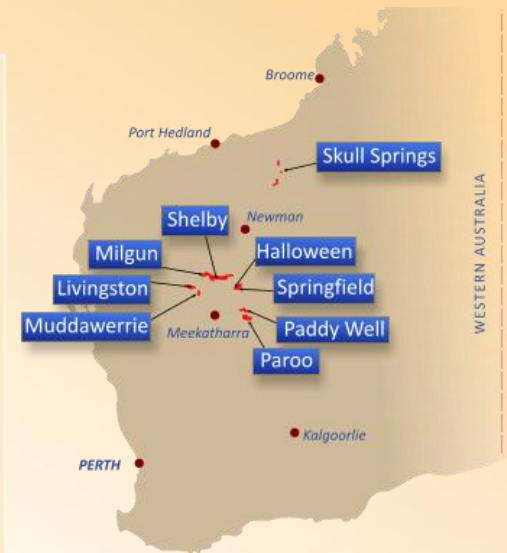 Broome
Port Hedland
Skull Springs
Shelby
Newman
Milgun
Halloween
Livingston
Springfield
Muddawerrie
Meekatharra
Paddy Well
Paroo
Kalgoorlie
PERTH
WESTERN AUSTRALIA